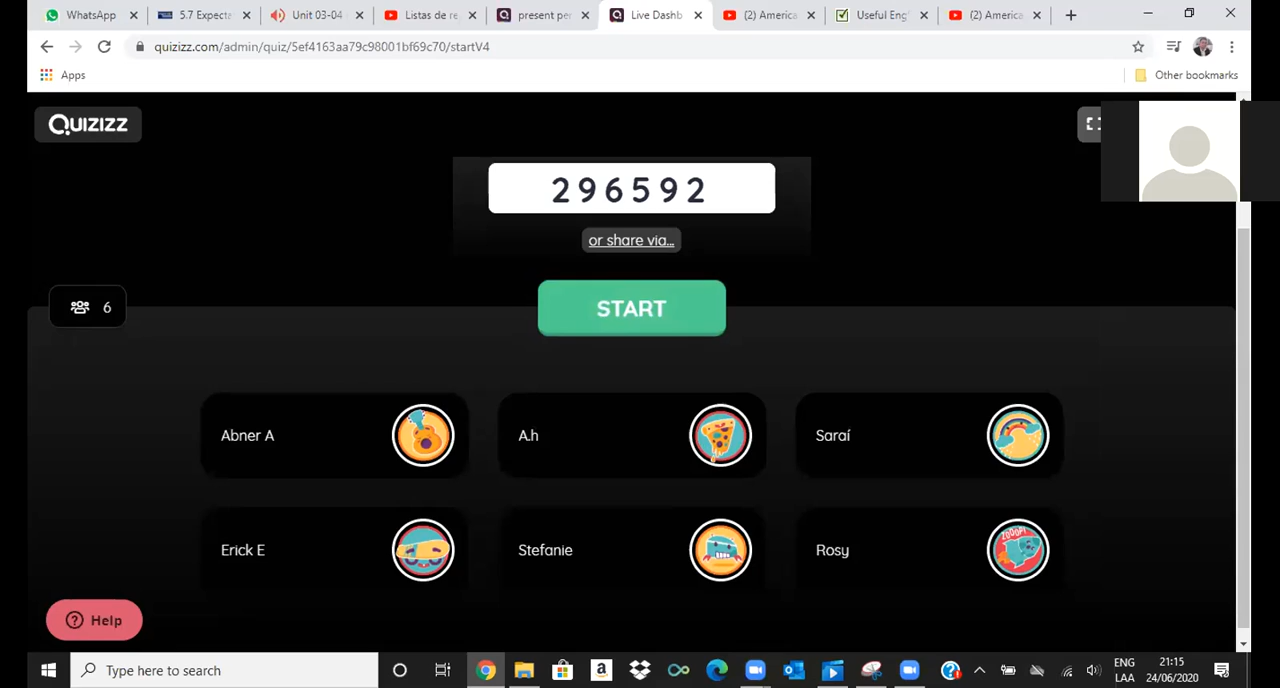 WhatsApp
5.7 Expecta
Unit 03-04
Listas de re
present per
Live Dashb
(2) America
Useful Eng
(2) America
quizizz.com/admin/quiz/5ef4163aa79c98001bf69c70/startV4
Apps
Other bookmarks
QUIZIZZ
296592
or share via...
6
START
Abner A
A.h
Saraí
Erick E
Stefanie
Rosy
ZOOOP!
Help
Type here to search
ENG
LAA
21:15
24/06/2020